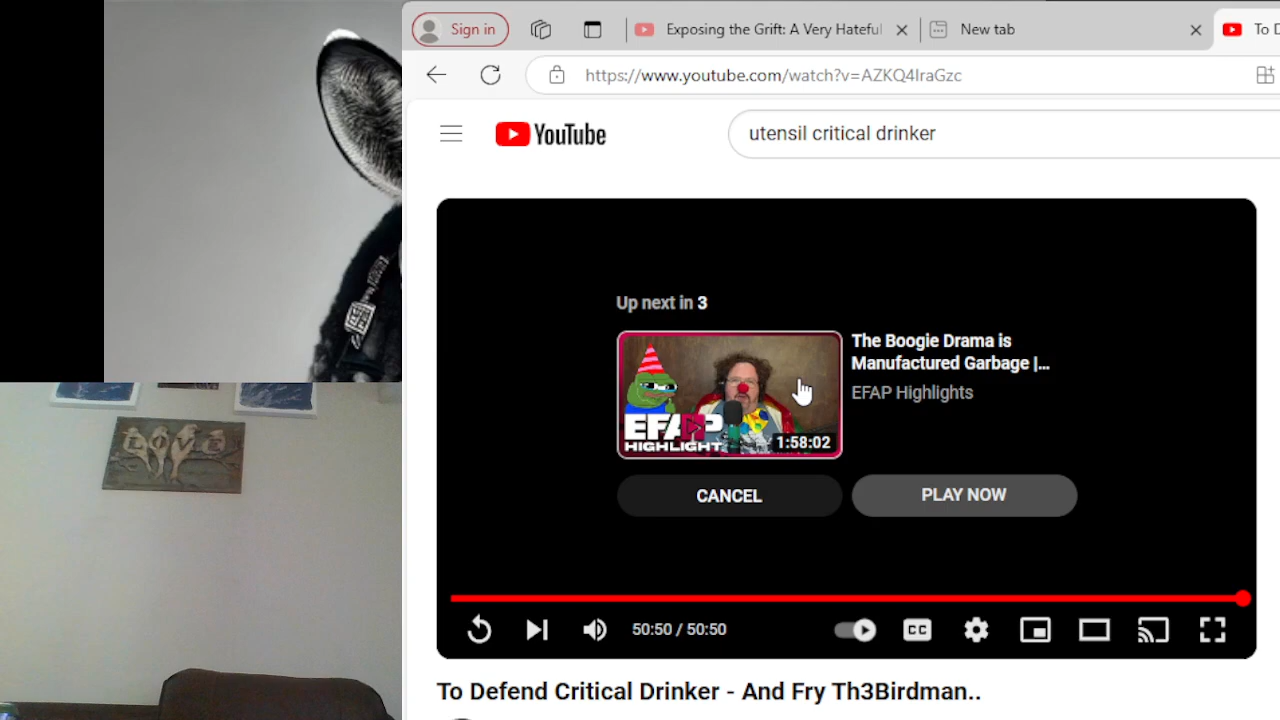 Sign in
Exposing the Grift: A Very Hateful
New tab
To D
https://www.youtube.com/watch?v=AZKQ4IraGzc
YouTube
utensil critical drinker
Up next in 3
The Boogie Drama is
Manufactured Garbage |...
EFAP Highlights
EFAP
HIGHLIGHT
1:58:02
CANCEL
PLAY NOW
50:50 / 50:50
CC
To Defend Critical Drinker - And Fry Th3Birdman..